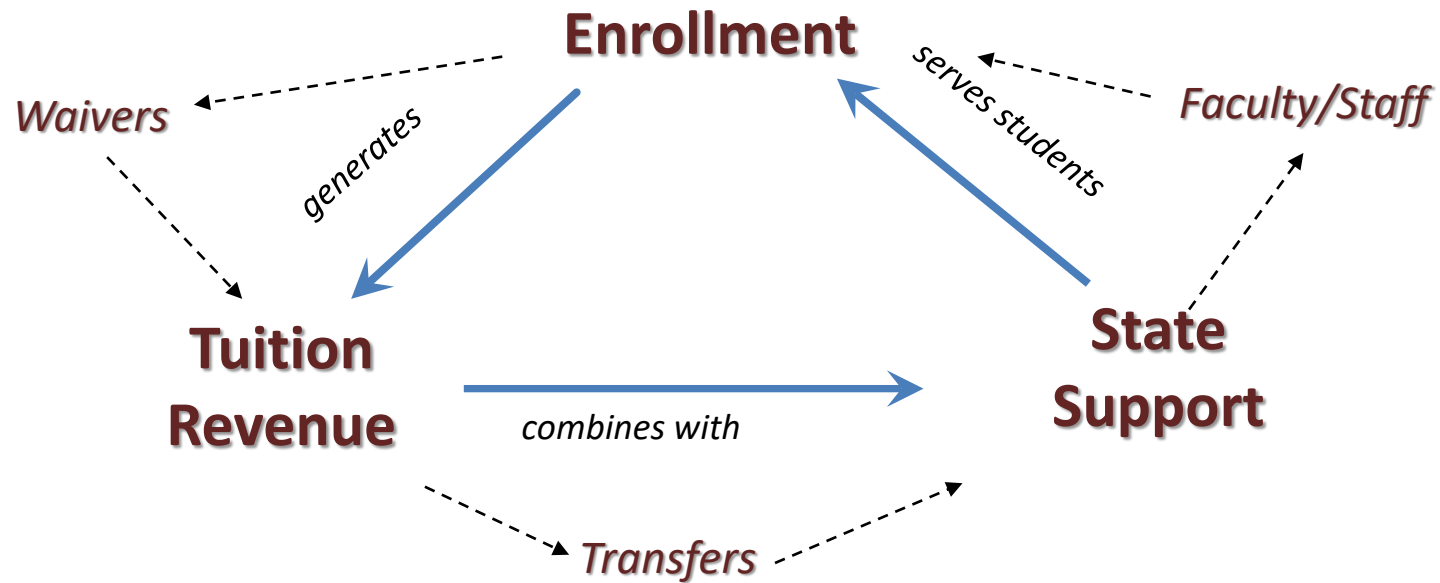 Enrollment
Waivers
generates
serves students
Faculty/Staff
Tuition
Revenue
combines with
State
Support
Transfers